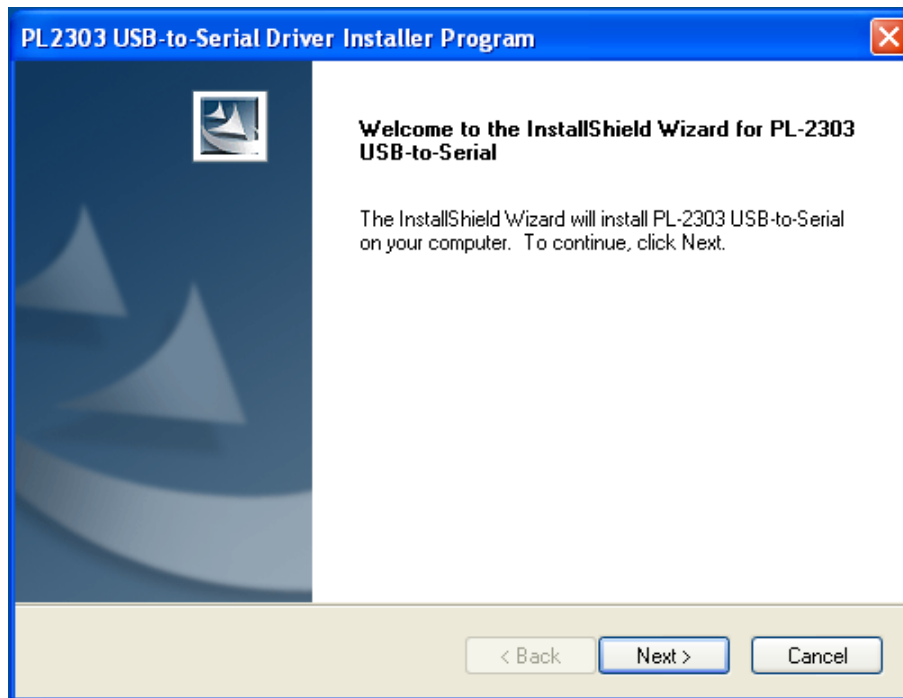 PL2303 USB-to-Serial Driver Installer Program
Welcome to the InstallShield Wizard for PL-2303
USB-to-Serial
The InstallShield Wizard will install PL-2303 USB-to-Serial
on your computer. To continue, click Next.
< Back
Next >
Cancel